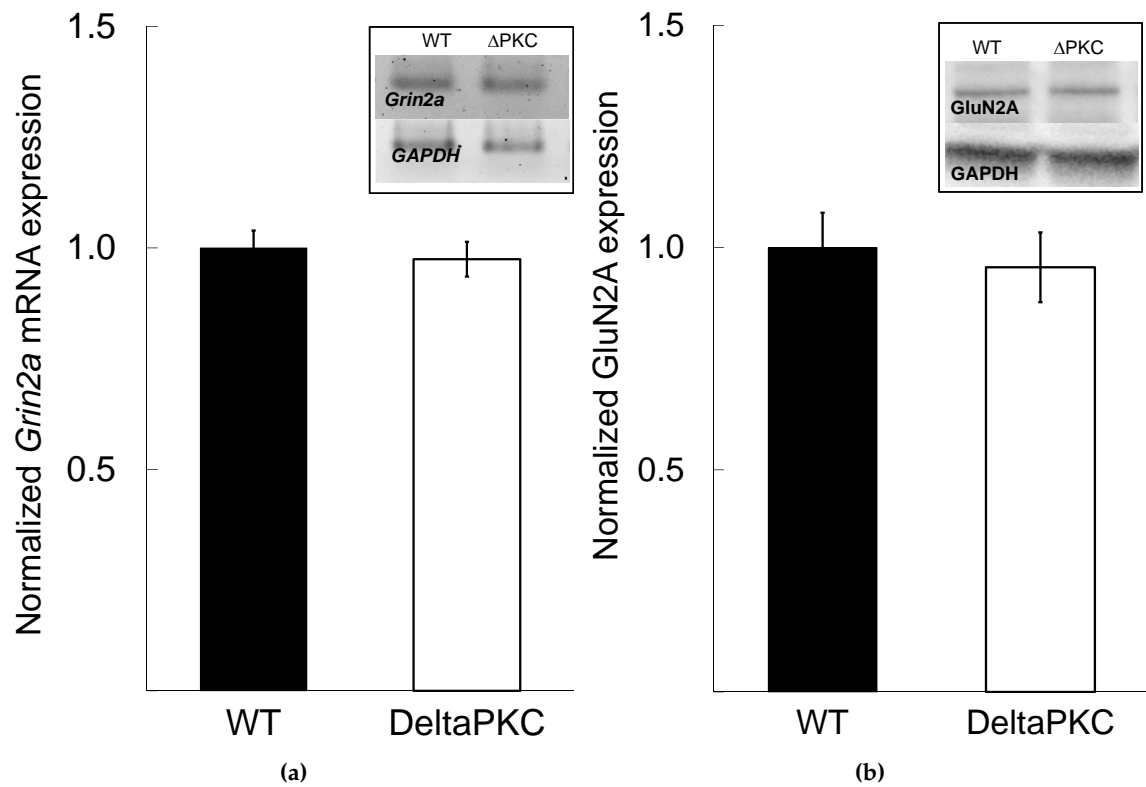 Normalized Grin2a mRNA expression
1.5
1.0
0.5
WT ΔPKC
Grin2a
GAPDH
WT DeltaPKC
(a)
Normalized GluN2A expression
1.5
1.0
0.5
WT ΔPKC
GluN2A
GAPDH
WT DeltaPKC
(b)